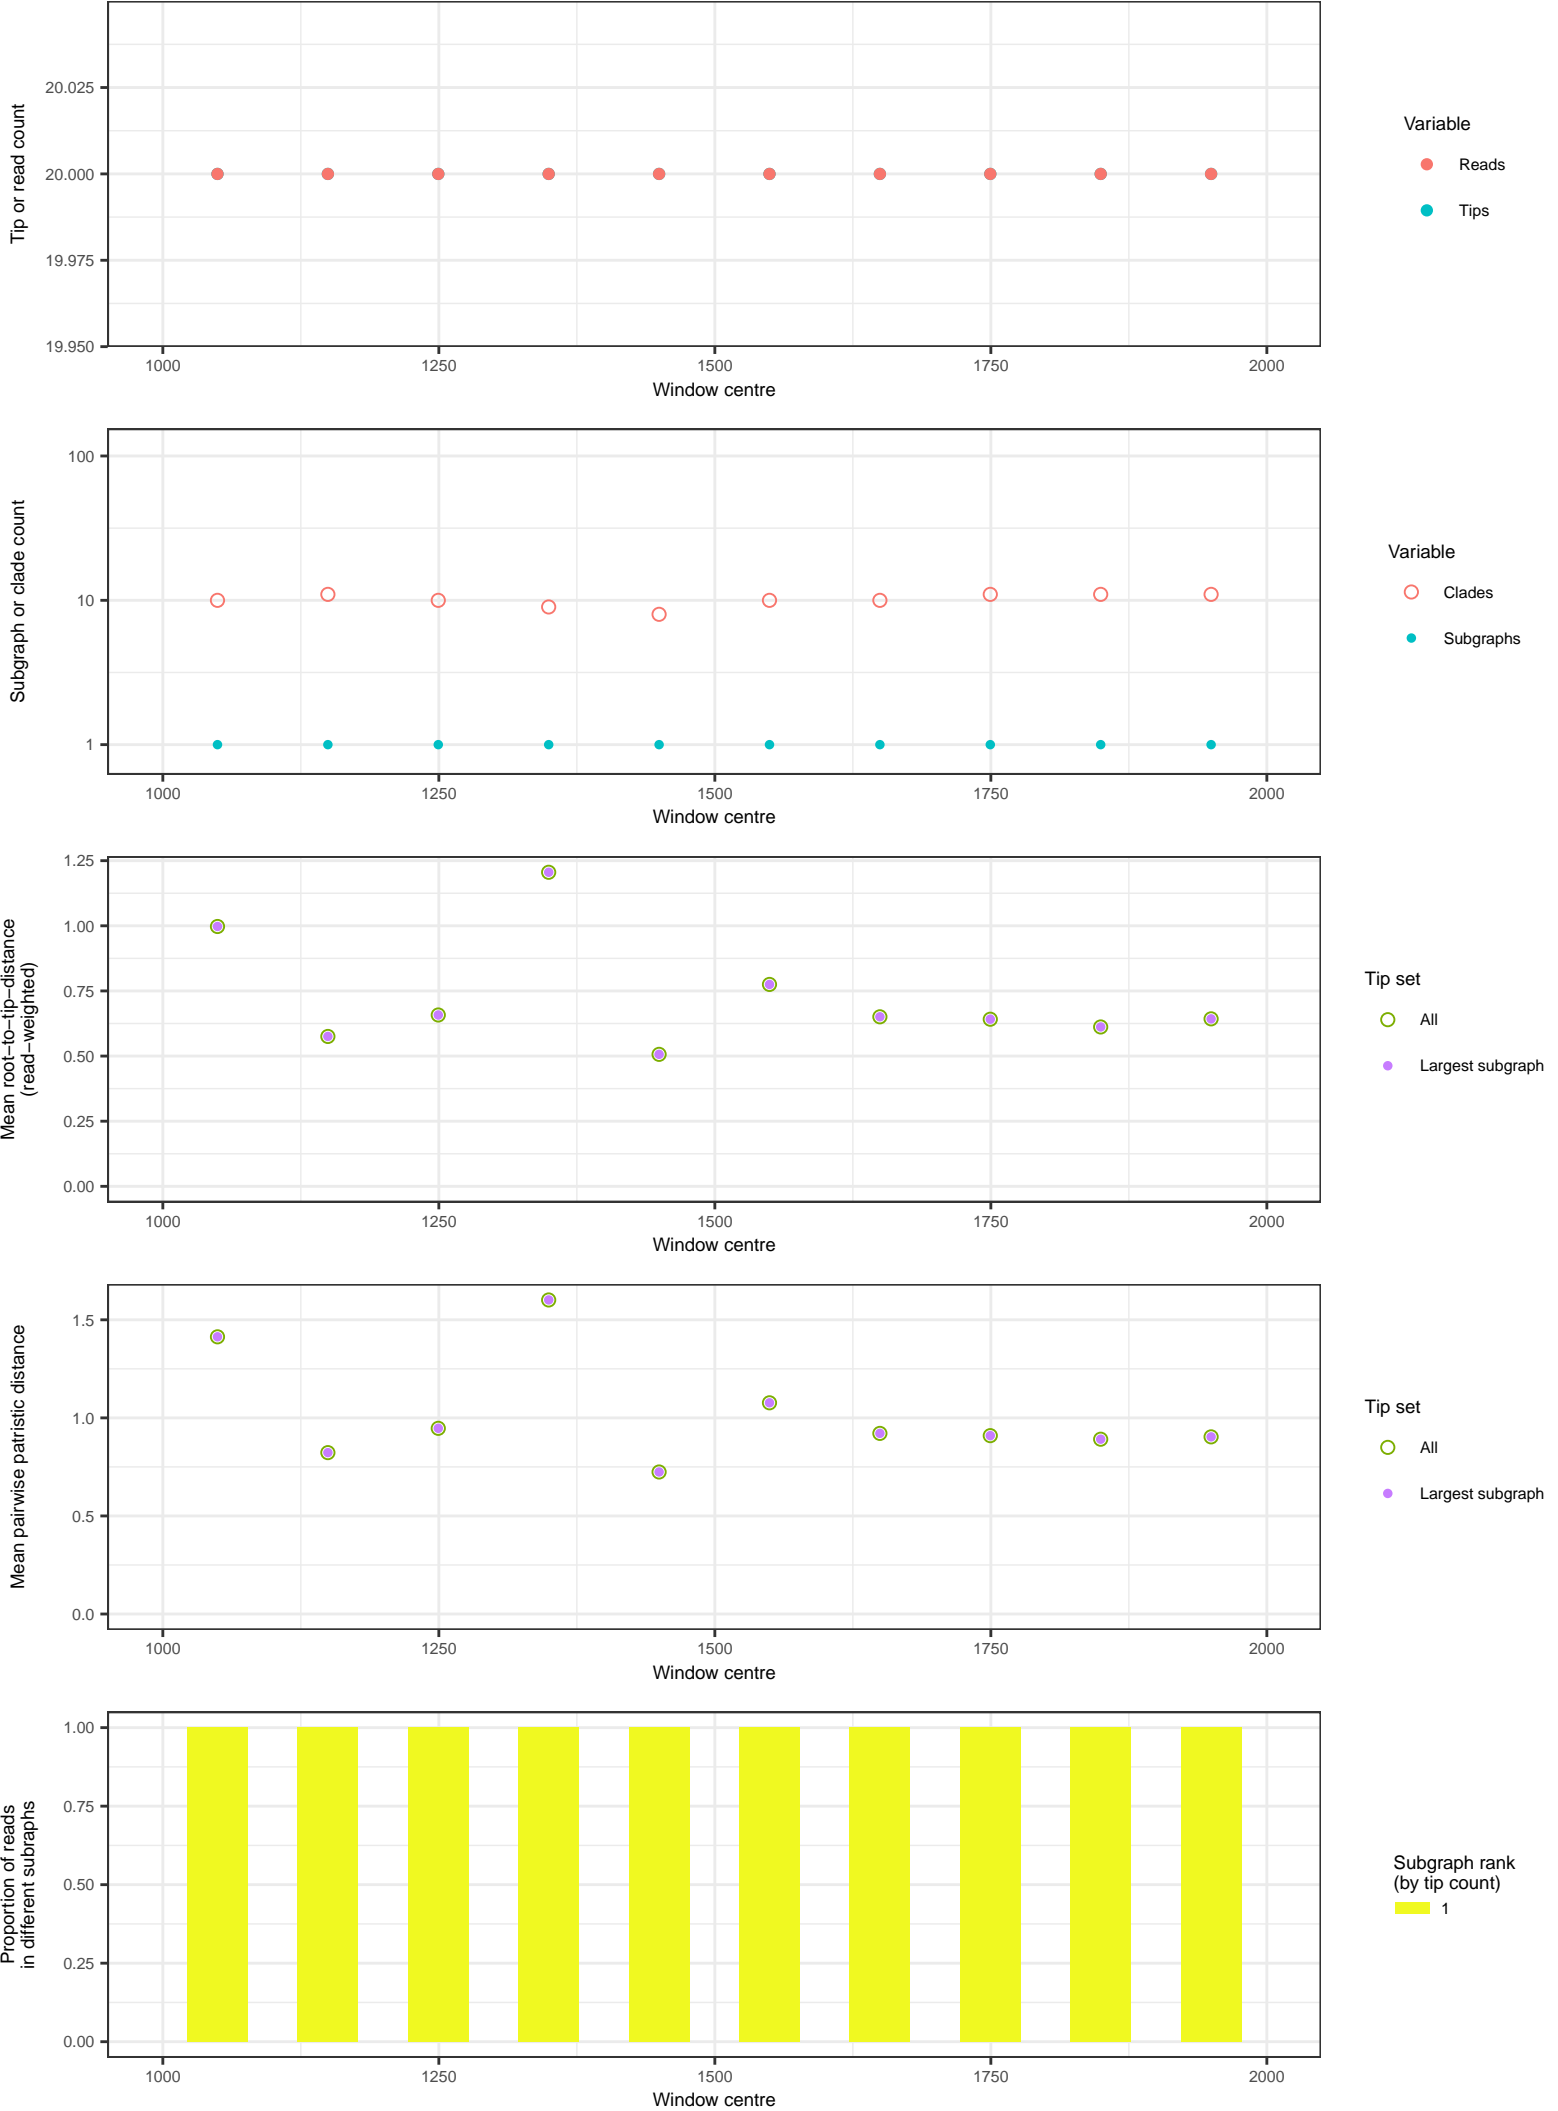 Tip or read count
20.025
20.000
19.975
19.950
1000
1250
1500
1750
2000
Window centre
Variable
Reads
Tips
Subgraph or clade count
100
10
1
1000
1250
1500
1750
2000
Window centre
Variable
Clades
Subgraphs
Mean root−to−tip−distance
(read−weighted)
1.25
1.00
0.75
0.50
0.25
0.00
1000
1250
1500
1750
2000
Window centre
Tip set
All
Largest subgraph
Mean pairwise patristic distance
1.5
1.0
0.5
0.0
1000
1250
1500
1750
2000
Window centre
Tip set
All
Largest subgraph
Proportion of reads
in different subraphs
1.00
0.75
0.50
0.25
0.00
1000
1250
1500
1750
2000
Window centre
Subgraph rank
(by tip count)
1